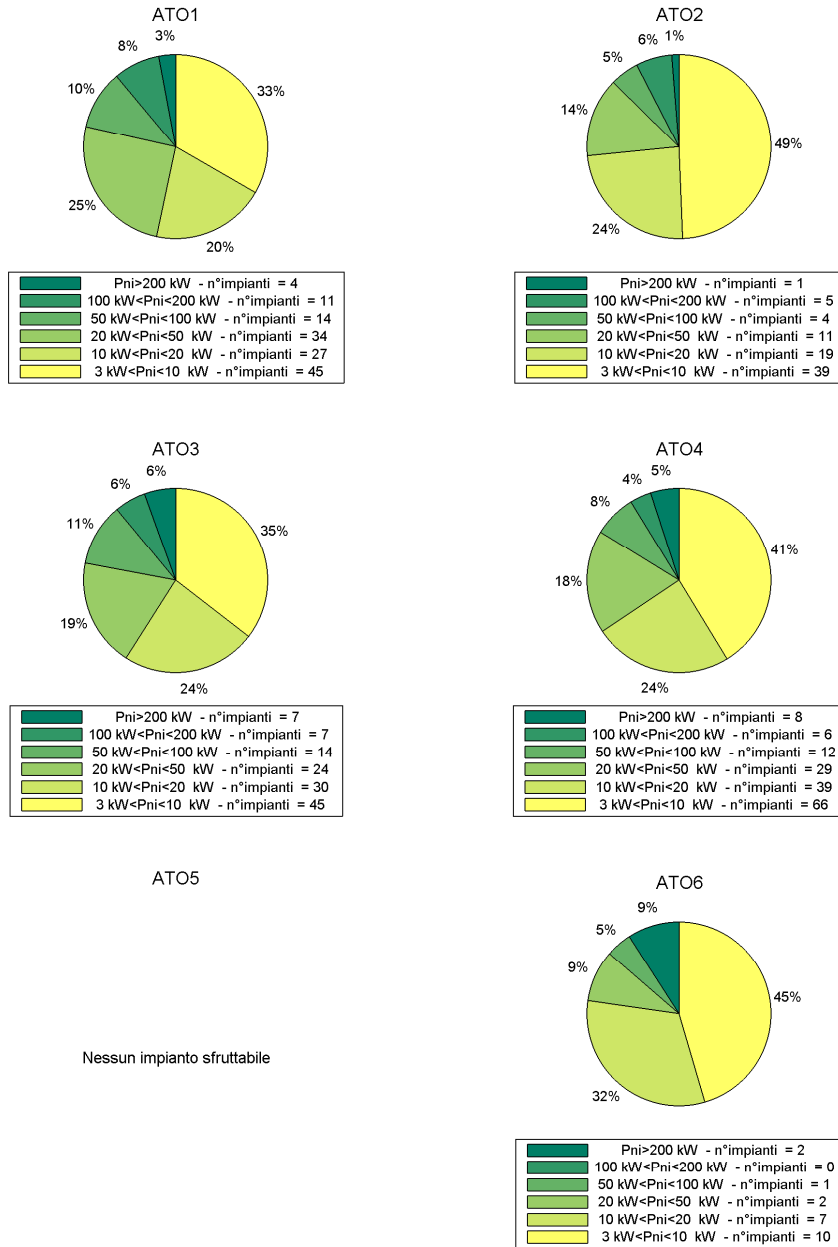 ATO1
3%
8%
10%
33%
25%
20%
Pni>200 kW - n°impianti = 4
100 kW<Pni<200 kW - n°impianti = 11
50 kW<Pni<100 kW - n°impianti = 14
20 kW<Pni<50 kW - n°impianti = 34
10 kW<Pni<20 kW - n°impianti = 27
3 kW<Pni<10 kW - n°impianti = 45
ATO2
1%
6%
5%
14%
49%
24%
Pni>200 kW - n°impianti = 1
100 kW<Pni<200 kW - n°impianti = 5
50 kW<Pni<100 kW - n°impianti = 4
20 kW<Pni<50 kW - n°impianti = 11
10 kW<Pni<20 kW - n°impianti = 19
3 kW<Pni<10 kW - n°impianti = 39
ATO3
6%
6%
11%
35%
19%
24%
Pni>200 kW - n°impianti = 7
100 kW<Pni<200 kW - n°impianti = 7
50 kW<Pni<100 kW - n°impianti = 14
20 kW<Pni<50 kW - n°impianti = 24
10 kW<Pni<20 kW - n°impianti = 30
3 kW<Pni<10 kW - n°impianti = 45
ATO4
5%
4%
8%
41%
18%
24%
Pni>200 kW - n°impianti = 8
100 kW<Pni<200 kW - n°impianti = 6
50 kW<Pni<100 kW - n°impianti = 12
20 kW<Pni<50 kW - n°impianti = 29
10 kW<Pni<20 kW - n°impianti = 39
3 kW<Pni<10 kW - n°impianti = 66
ATO5
Nessun impianto sfruttabile
ATO6
9%
5%
9%
45%
32%
Pni>200 kW - n°impianti = 2
100 kW<Pni<200 kW - n°impianti = 0
50 kW<Pni<100 kW - n°impianti = 1
20 kW<Pni<50 kW - n°impianti = 2
10 kW<Pni<20 kW - n°impianti = 7
3 kW<Pni<10 kW - n°impianti = 10